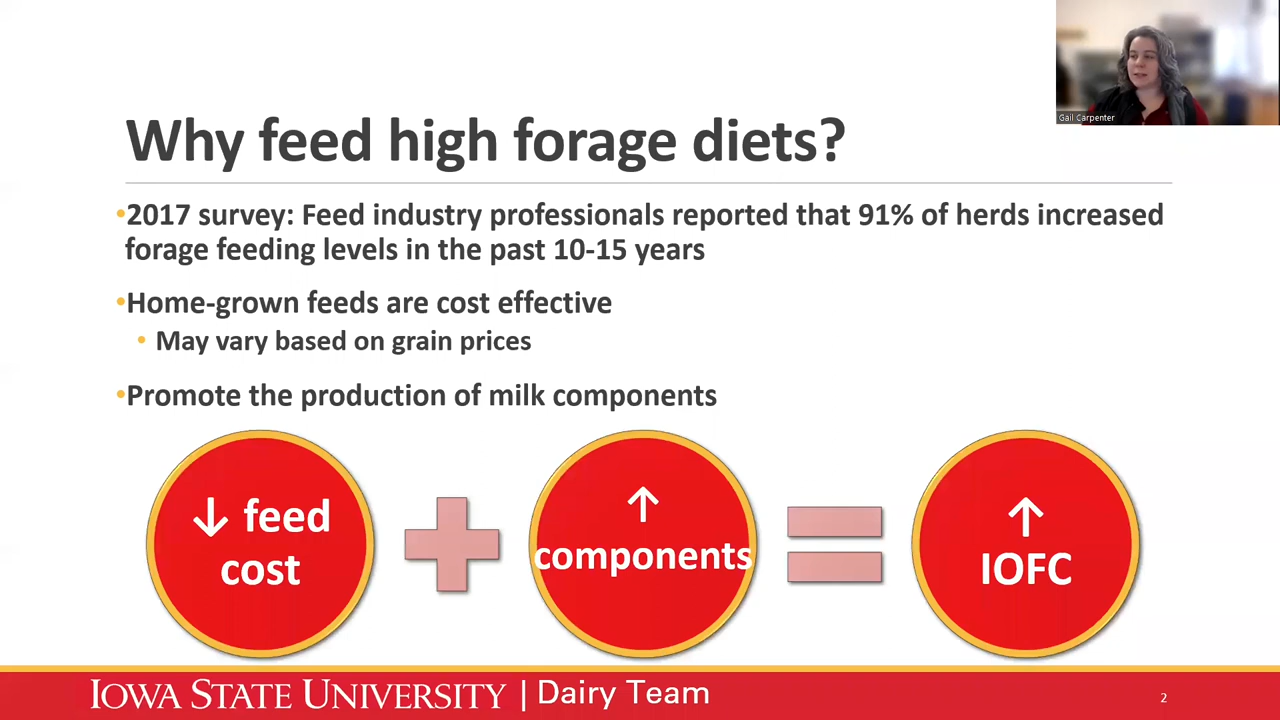 Gail Carpenter
Why feed high forage diets?
•2017 survey: Feed industry professionals reported that 91% of herds increased
forage feeding levels in the past 10-15 years
•Home-grown feeds are cost effective
• May vary based on grain prices
•Promote the production of milk components
↓ feed
cost
+
↑
components
=
↑
IOFC
IOWA STATE UNIVERSITY | Dairy Team
2